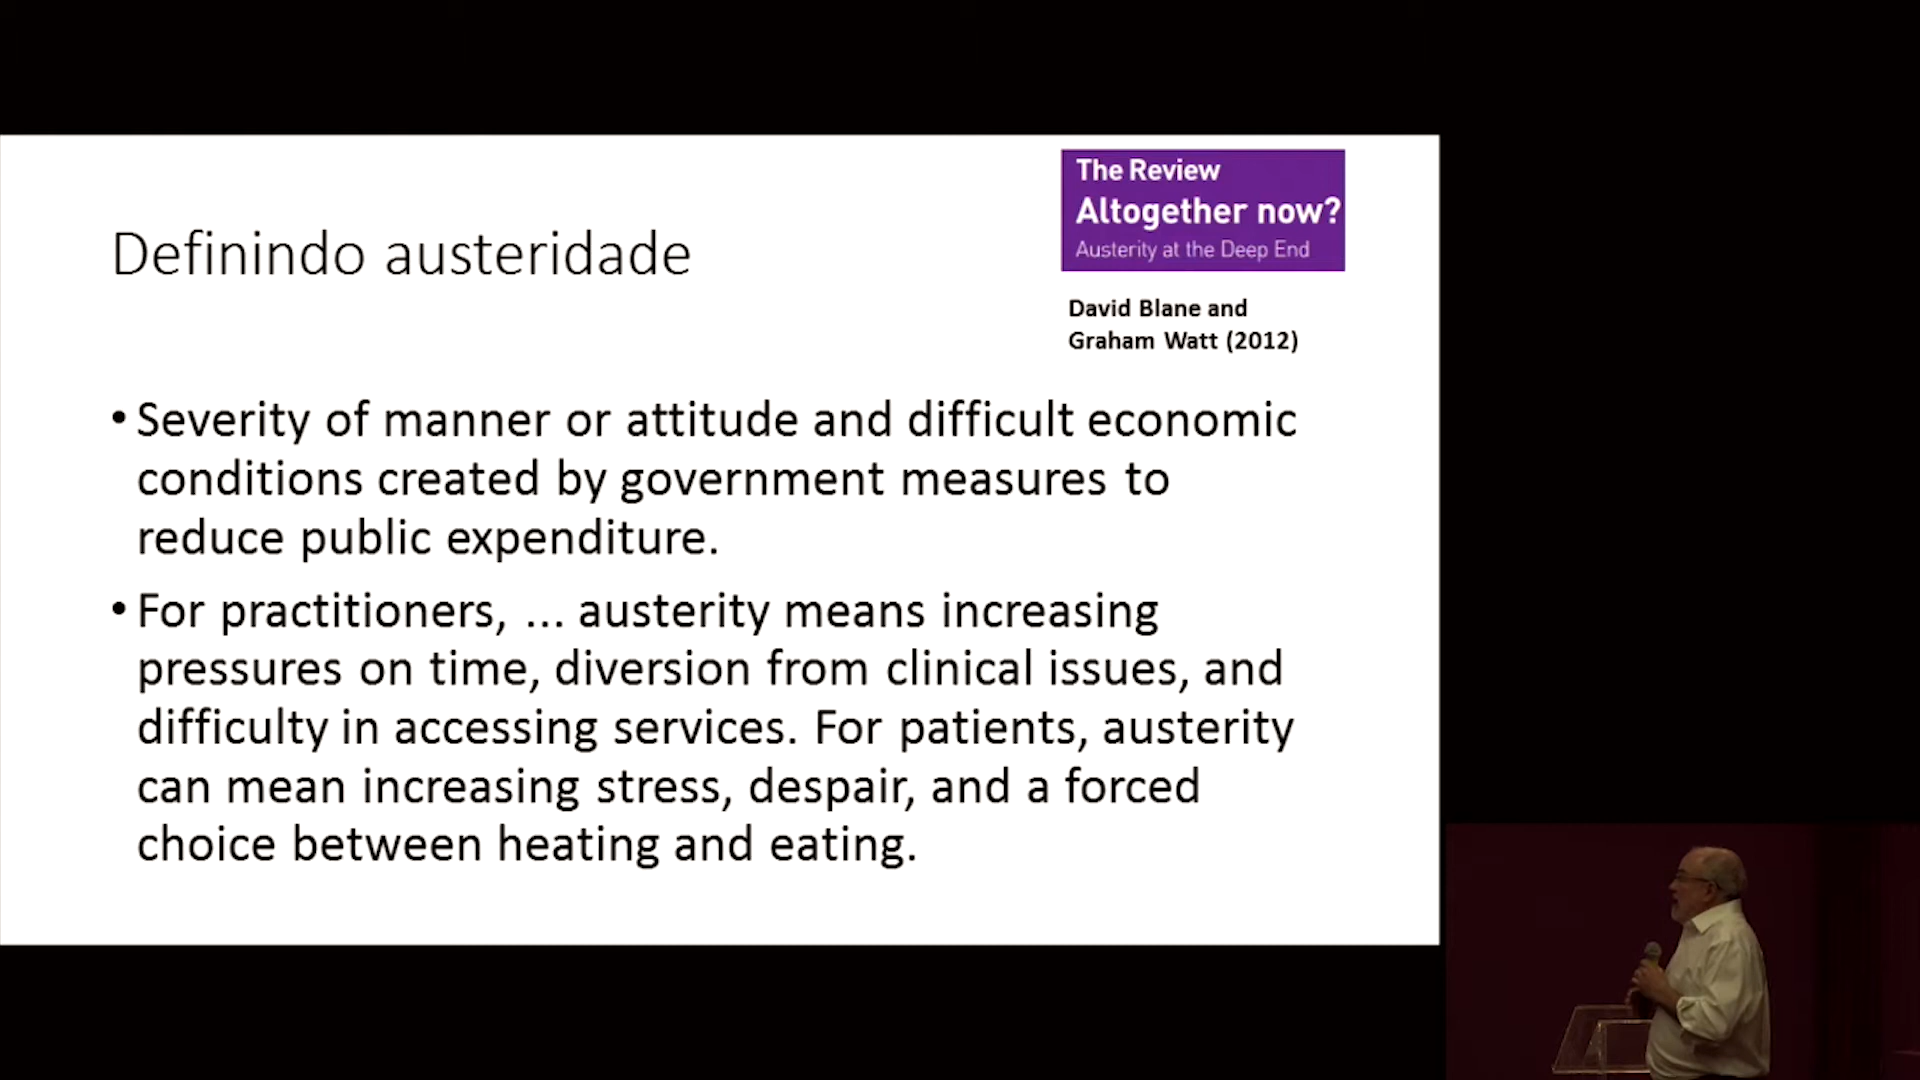 The Review
Altogether now?
Austerity at the Deep End
Definindo austeridade
David Blane and
Graham Watt (2012)
• Severity of manner or attitude and difficult economic
conditions created by government measures to
reduce public expenditure.
• For practitioners, ... austerity means increasing
pressures on time, diversion from clinical issues, and
difficulty in accessing services. For patients, austerity
can mean increasing stress, despair, and a forced
choice between heating and eating.